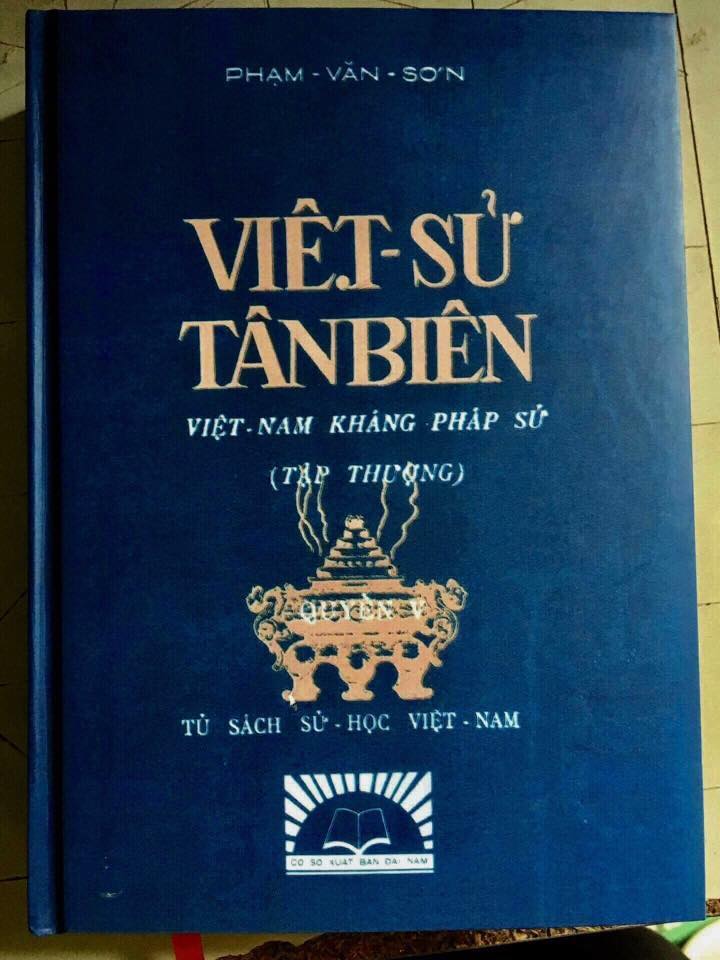 PHẠM - VĂN - SƠN
VIỆT-SỬ
TÂN BIÊN
VIỆT-NAM KHÁNG PHÁP SỬ
(TẬP THƯỢNG)
QUYỂN V
TỦ SÁCH SỬ-HỌC VIỆT-NAM
CƠ SỞ XUẤT BẢN ĐẠI NAM